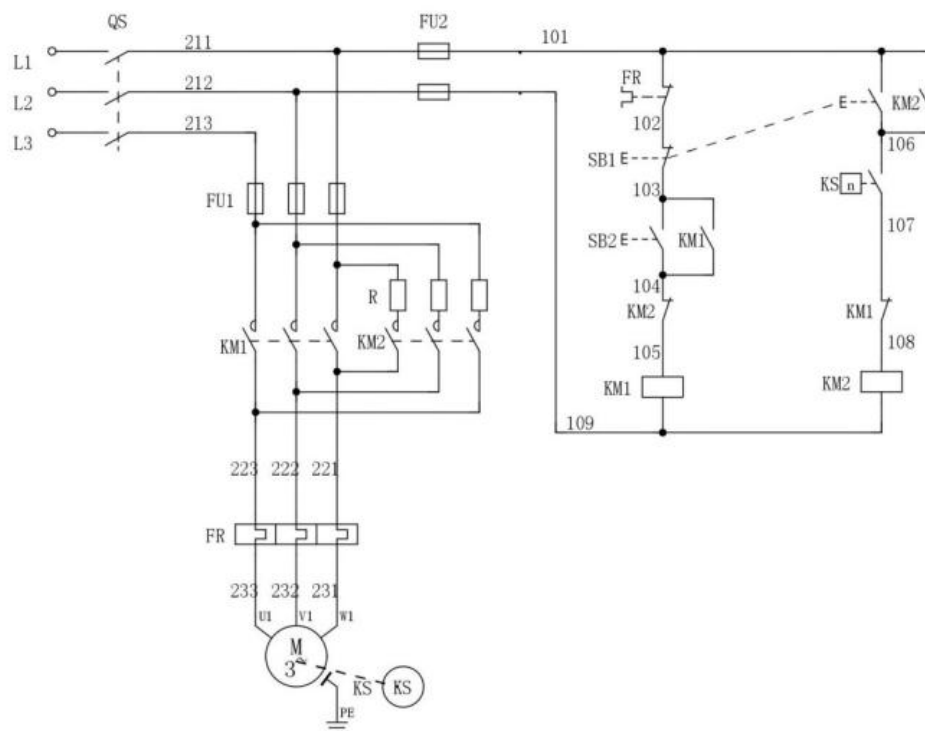 QS
FU2
L1
211
101
L2
212
L3
213
FR
102
KM2
106
SB1
103
KS n
107
FU1
SB2
KM1
104
R
KM2
KM1
KM1
KM2
105
108
KM1
KM2
109
223 222 221
FR
233 232 231
U1 V1 W1
M
3~
KS KS
PE